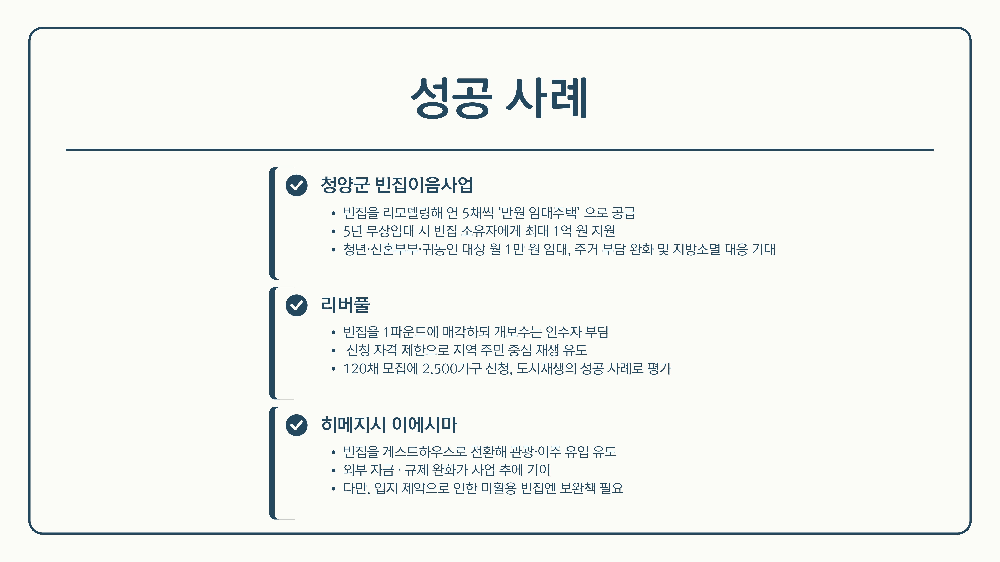 성공 사례
청양군 빈집이음사업
• 빈집을 리모델링해 연 5채씩 ‘만원 임대주택’ 으로 공급
• 5년 무상임대 시 빈집 소유자에게 최대 1억 원 지원
• 청년·신혼부부·귀농인 대상 월 1만 원 임대, 주거 부담 완화 및 지방소멸 대응 기대
리버풀
• 빈집을 1파운드에 매각하되 개보수는 인수자 부담
• 신청 자격 제한으로 지역 주민 중심 재생 유도
• 120채 모집에 2,500가구 신청, 도시재생의 성공 사례로 평가
히메지시 이에시마
• 빈집을 게스트하우스로 전환해 관광·이주 유입 유도
• 외부 자금 · 규제 완화가 사업 추에 기여
• 다만, 입지 제약으로 인한 미활용 빈집엔 보완책 필요